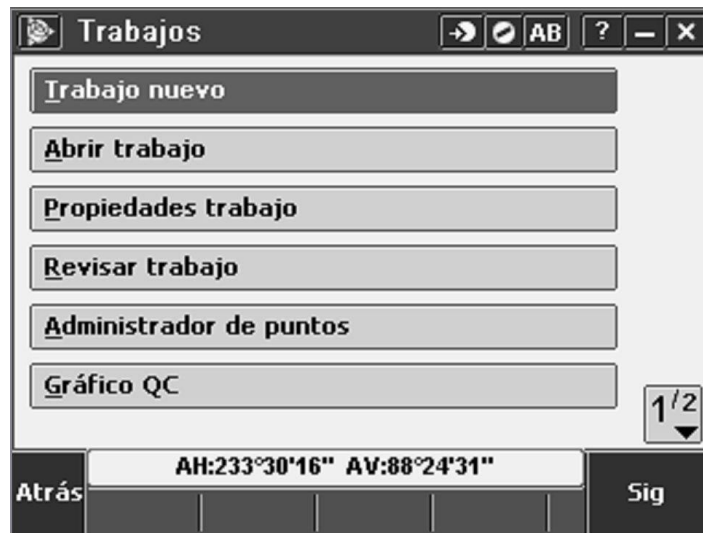 Trabajos AB ?
Trabajo nuevo
Abrir trabajo
Propiedades trabajo
Revisar trabajo
Administrador de puntos
Gráfico QC
1/2
AH:233°30'16" AV:88°24'31"
Atrás Sig